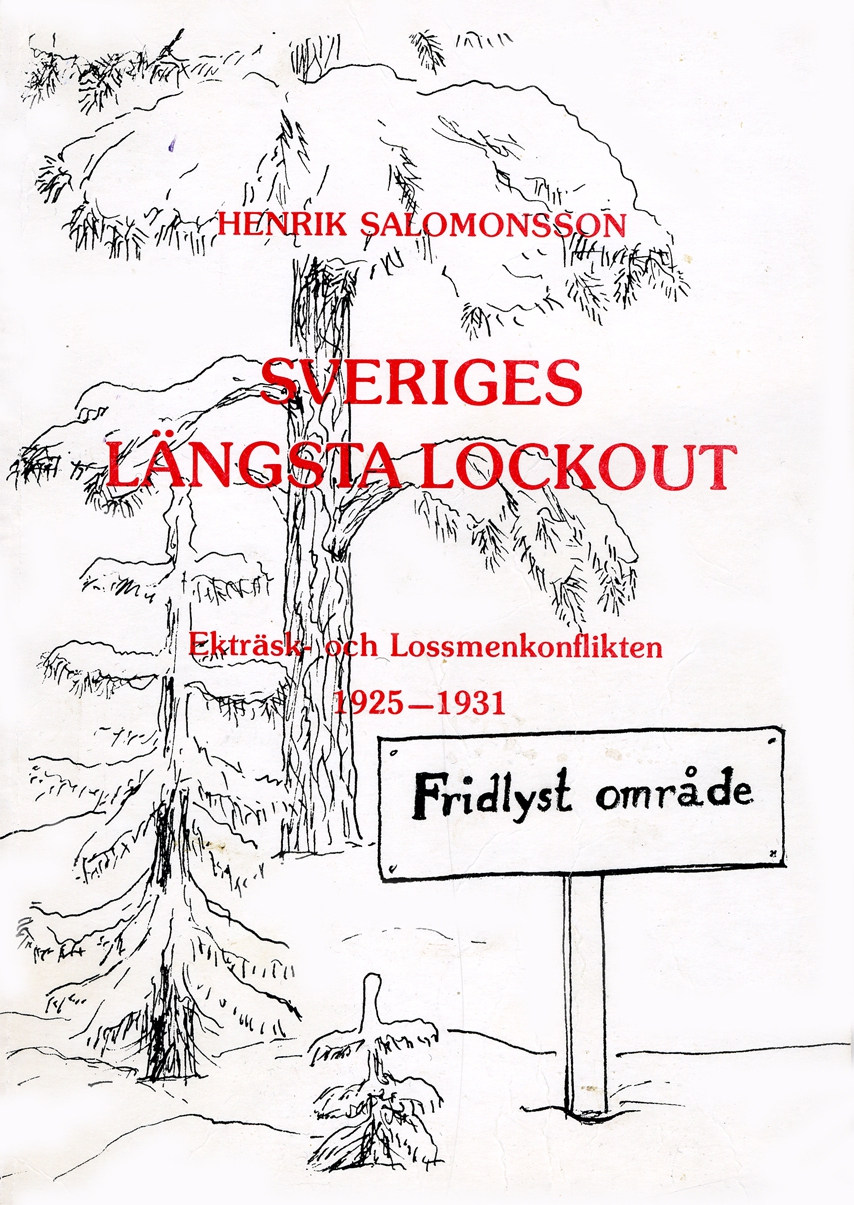 HENRIK SALOMONSSON
SVERIGES
LÄNGSTA LOCKOUT
Ekträsk- och Lossmenkonflikten
1925—1931
Fridlyst område